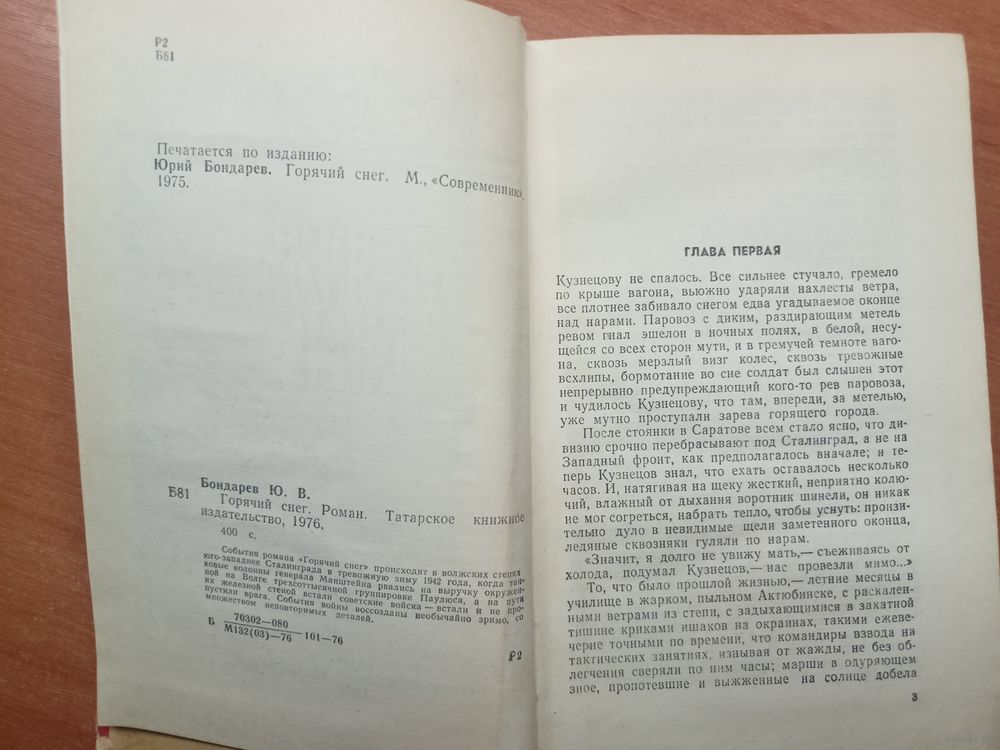 Р2
Б81
Печатается по изданию:
Юрий Бондарев. Горячий снег. М., «Современник»,
1975.
Бондарев Ю. В.
Б81 Горячий снег. Роман. Татарское книжное
издательство, 1976.
400 с.
События романа «Горячий снег» происходят в волжских степях
юго-западнее Сталинграда в тревожную зиму 1942 года, когда тан-
ковые колонны генерала Манштейна рвались на выручку окружен-
ной на Волге трехсоттысячной группировке Паулюса, а на пути
их железной стеной встали советские войска — встали и не про-
пустили врага. События войны воссозданы необычайно зримо, со
множеством неповторимых деталей.
70302—080
Б ———— 101—76
М132(03)—76
Р2
ГЛАВА ПЕРВАЯ
Кузнецову не спалось. Все сильнее стучало, гремело
по крыше вагона, вьюжно ударяли нахлесты ветра,
все плотнее забивало снегом едва угадываемое оконце
над нарами. Паровоз с диким, раздирающим метель
ревом гнал эшелон в ночных полях, в белой, несу-
щейся со всех сторон мути, и в гремучей темноте ваго-
на, сквозь мерзлый визг колес, сквозь тревожные
всхлипы, бормотание во сне солдат был слышен этот
непрерывно предупреждающий кого-то рев паровоза,
и чудилось Кузнецову, что там, впереди, за метелью,
уже мутно проступали зарева горящего города.
После стоянки в Саратове всем стало ясно, что ди-
визию срочно перебрасывают под Сталинград, а не на
Западный фронт, как предполагалось вначале; и те-
перь Кузнецов знал, что ехать оставалось несколько
часов. И, натягивая на щеку жесткий, неприятно колю-
чий, влажный от дыхания воротник шинели, он никак
не мог согреться, набрать тепло, чтобы уснуть: произи-
тельно дуло в невидимые щели заметенного оконца,
ледяные сквозняки гуляли по нарам.
«Значит, я долго не увижу мать,— съеживаясь от
холода, подумал Кузнецов,— нас провезли мимо...»
То, что было прошлой жизнью,— летние месяцы в
училище в жарком, пыльном Актюбинске, с раскален-
ными ветрами из степи, с задыхающимися в закатной
тишине криками ишаков на окраинах, такими ежеве-
черне точными по времени, что командиры взвода на
тактических занятиях, изнывая от жажды, не без об-
легчения сверяли по ним часы; марши в одуряющем
зное, пропотевшие и выжженные на солнце добела
3